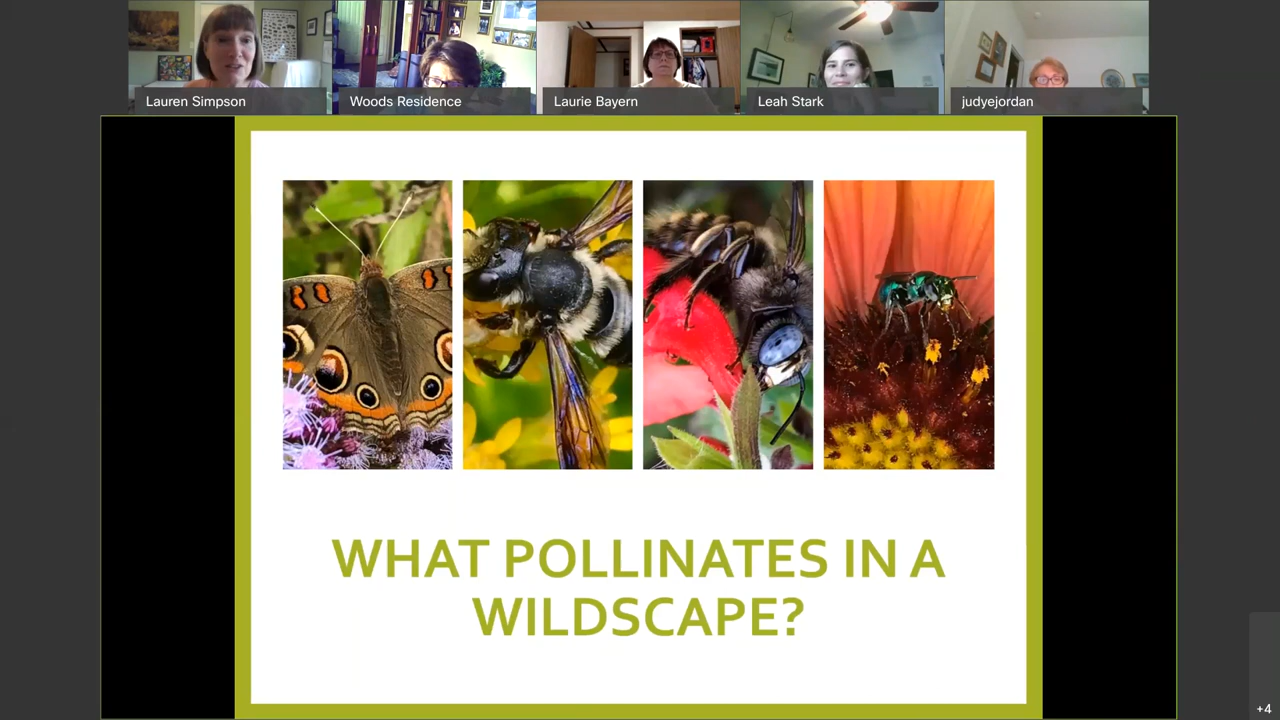 Lauren Simpson
Woods Residence
Laurie Bayern
Leah Stark
judyejordan
WHAT POLLINATES IN A
WILDSCAPE?
+4